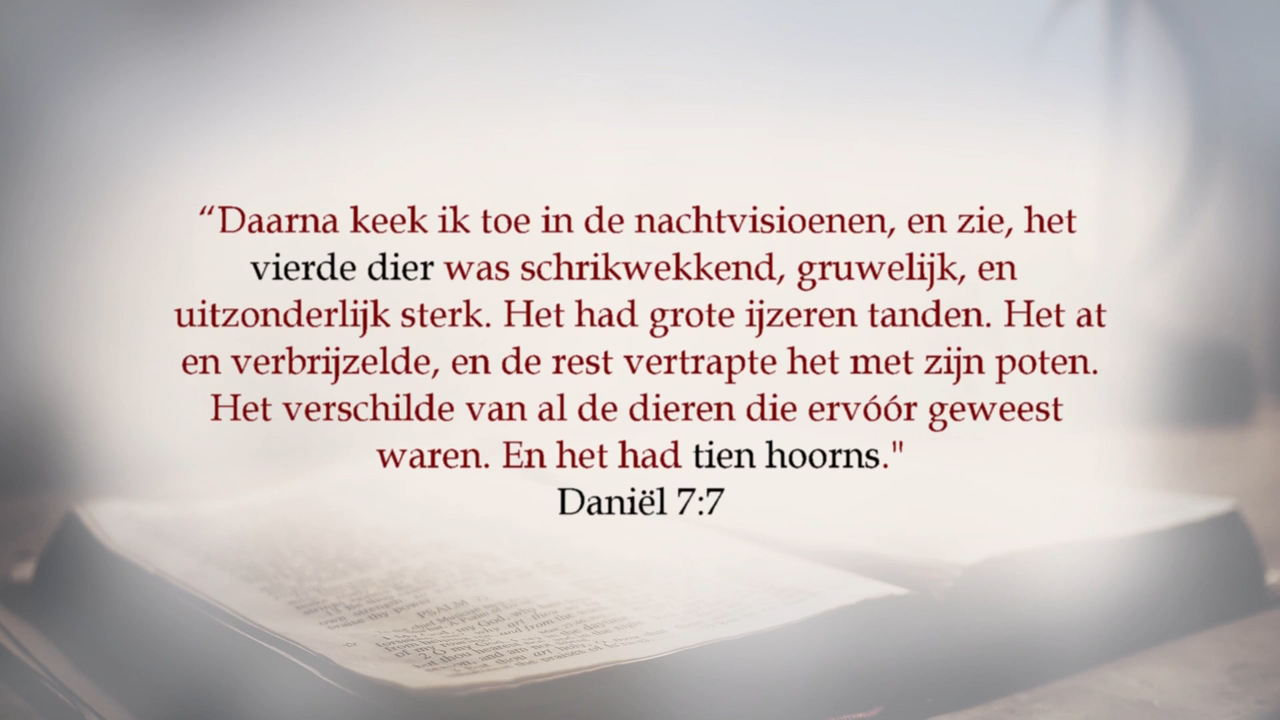 “Daarna keek ik toe in de nachtvisioenen, en zie, het
vierde dier was schrikwekkend, gruwelijk, en
uitzonderlijk sterk. Het had grote ijzeren tanden. Het at
en verbrijzelde, en de rest vertrapte het met zijn poten.
Het verschilde van al de dieren die ervóór geweest
waren. En het had tien hoorns."
Daniël 7:7
PSALM